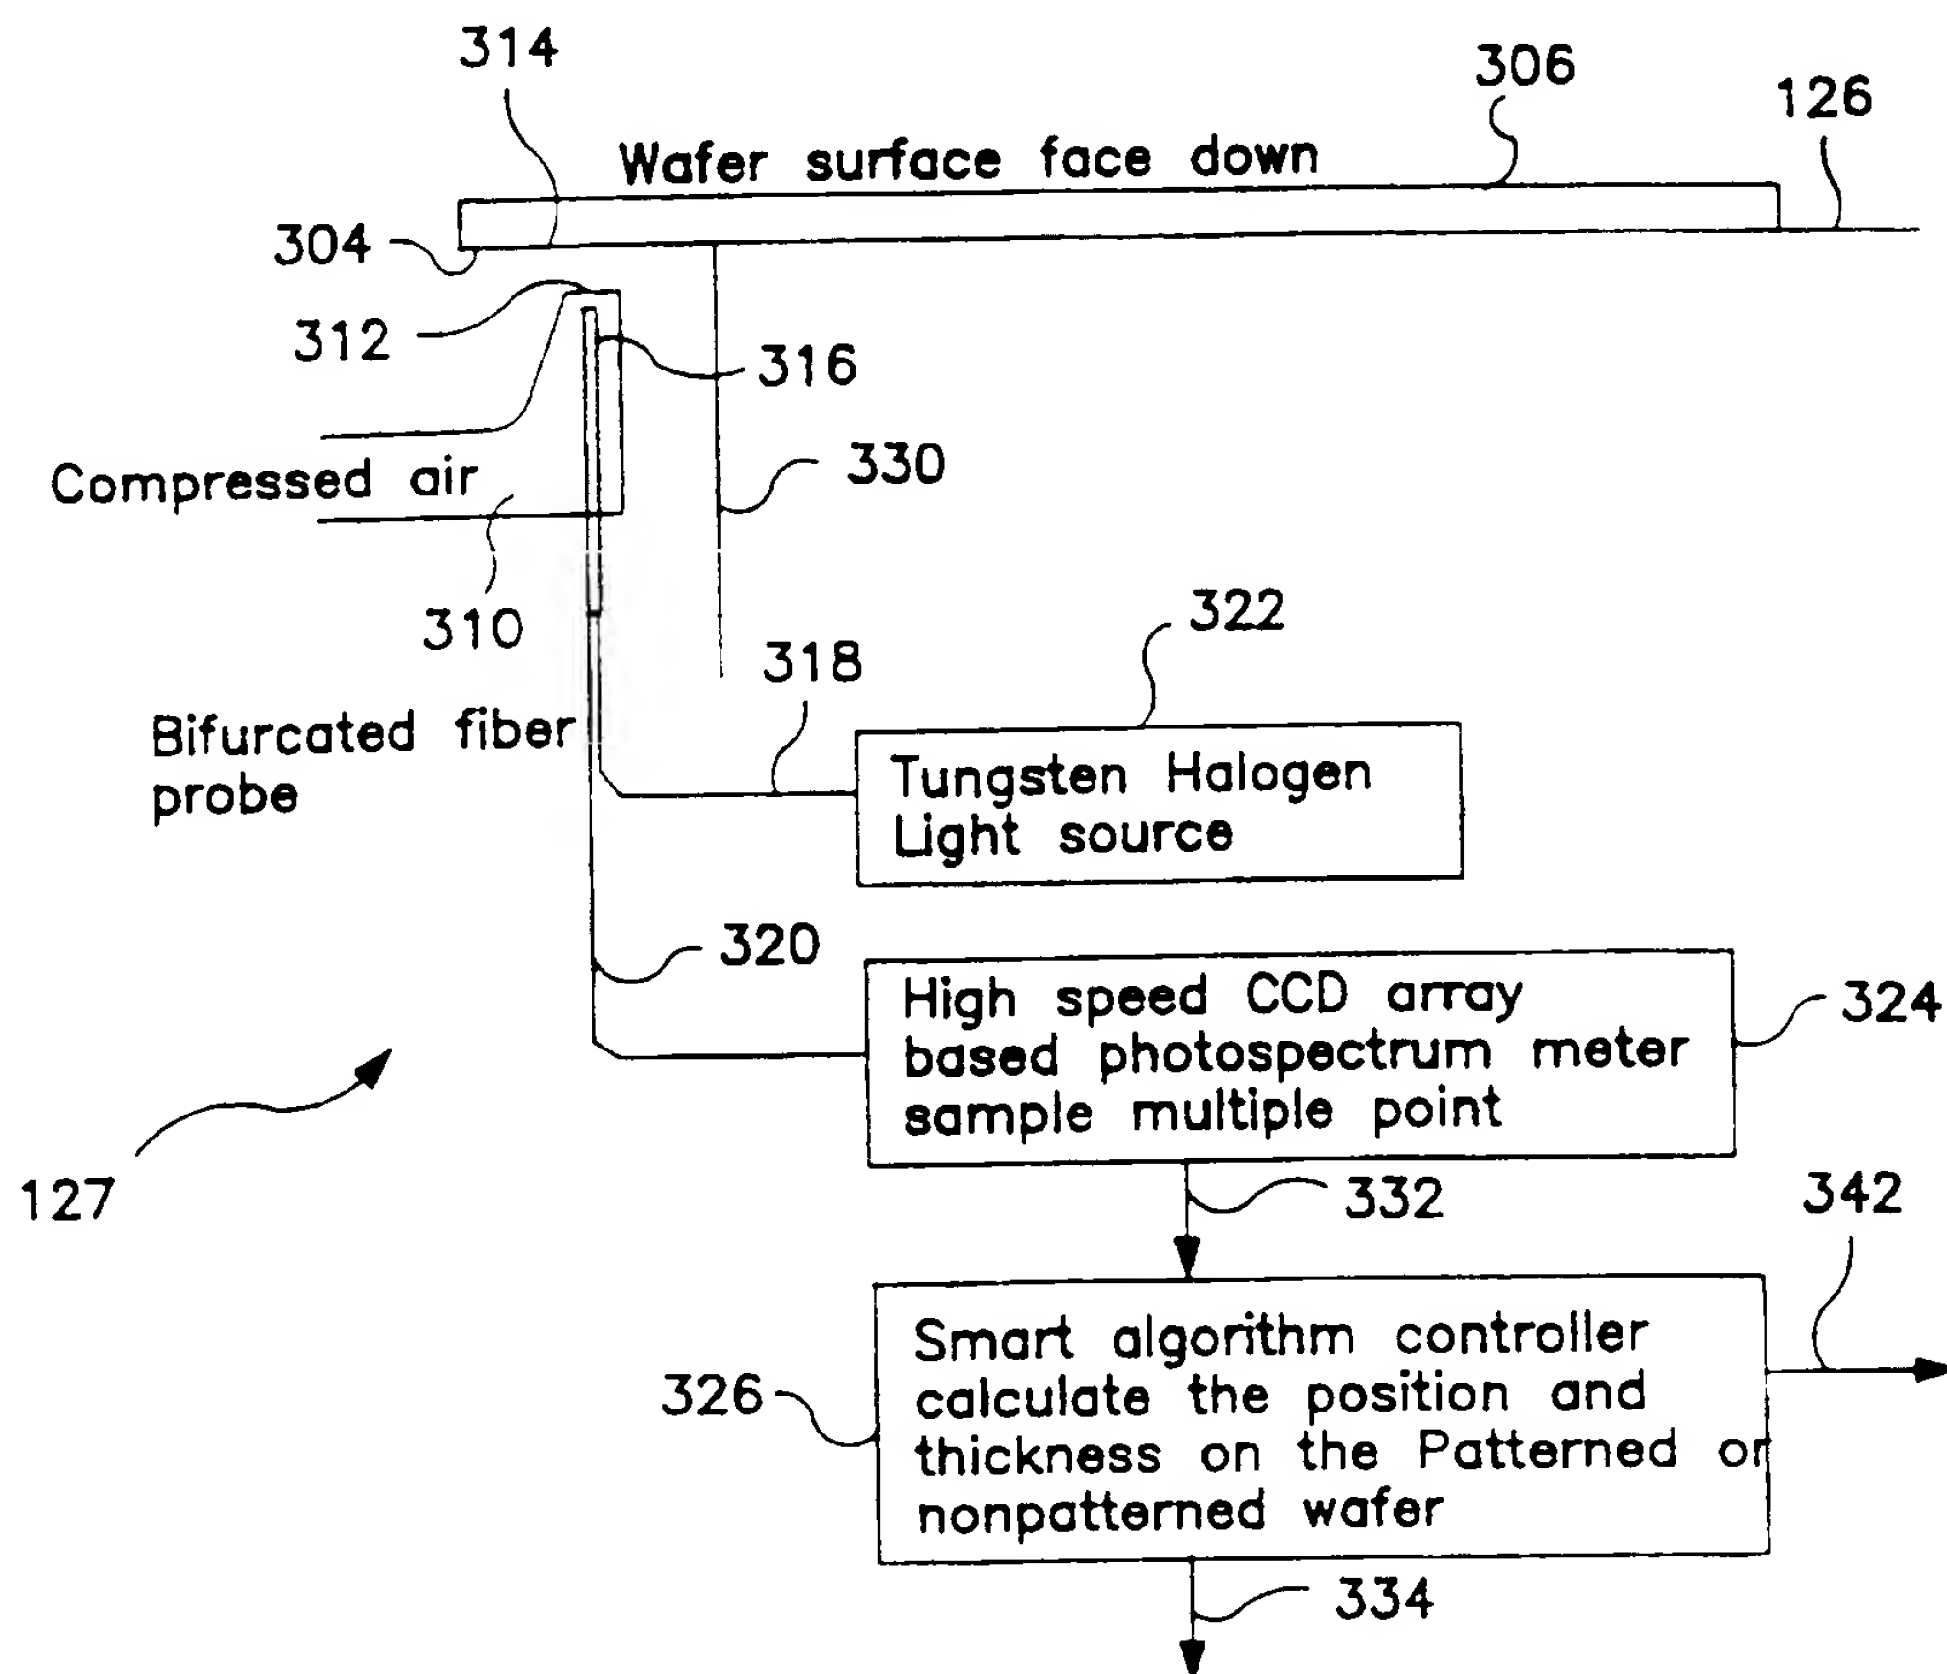 314
306
126
Wafer surface face down
304
312
316
Compressed air
330
310
322
318
Bifurcated fiber
probe
Tungsten Halogen
Light source
320
High speed CCD array
based photospectrum meter
sample multiple point
324
127
332
342
Smart algorithm controller
calculate the position and
thickness on the Patterned or
nonpatterned wafer
326
334